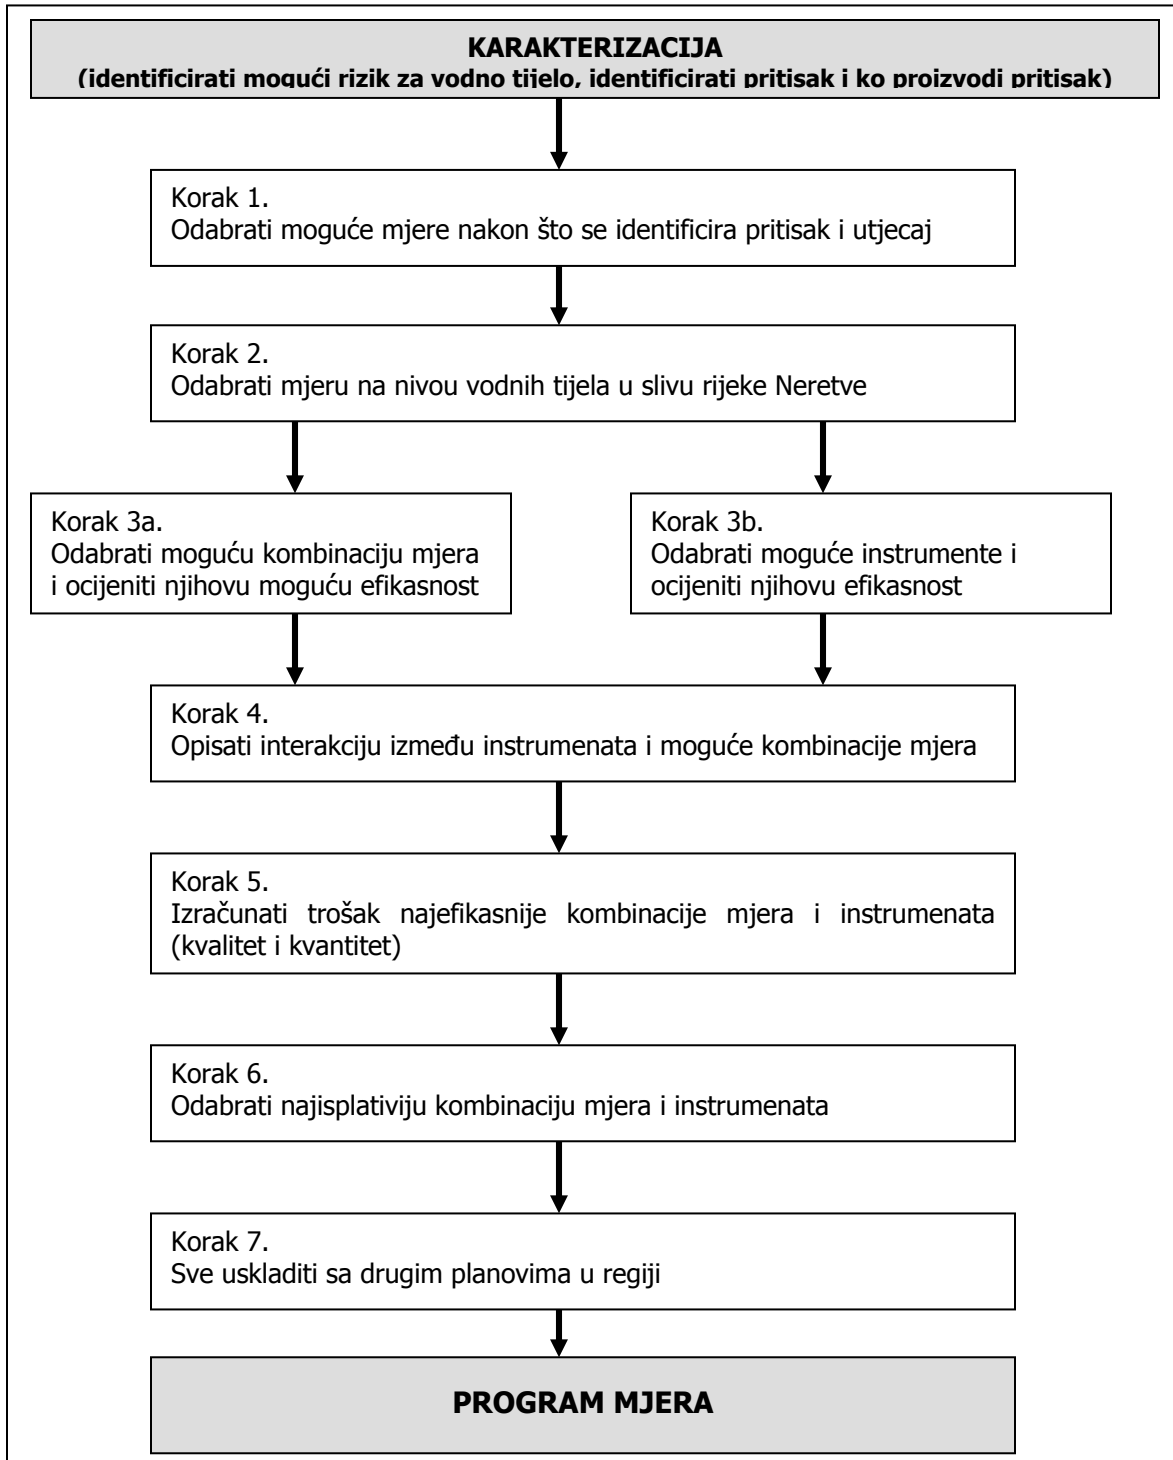 KARAKTERIZACIJA
(identificirati mogući rizik za vodno tijelo, identificirati pritisak i ko proizvodi pritisak)
Korak 1.
Odabrati moguće mjere nakon što se identificira pritisak i utjecaj
Korak 2.
Odabrati mjeru na nivou vodnih tijela u slivu rijeke Neretve
Korak 3a.
Odabrati moguću kombinaciju mjera
i ocijeniti njihovu moguću efikasnost
Korak 3b.
Odabrati moguće instrumente i
ocijeniti njihovu efikasnost
Korak 4.
Opisati interakciju između instrumenata i moguće kombinacije mjera
Korak 5.
Izračunati trošak najefikasnije kombinacije mjera i instrumenata
(kvalitet i kvantitet)
Korak 6.
Odabrati najisplativiju kombinaciju mjera i instrumenata
Korak 7.
Sve uskladiti sa drugim planovima u regiji
PROGRAM MJERA